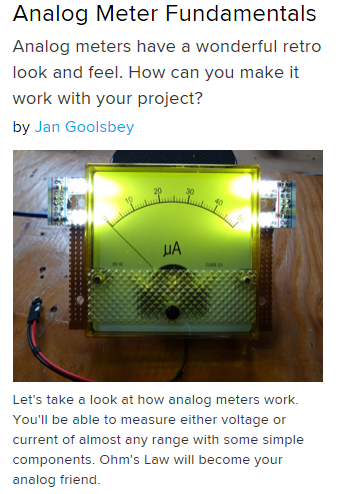 Analog Meter Fundamentals
Analog meters have a wonderful retro
look and feel. How can you make it
work with your project?
by Jan Goolsbey
10 20 30 40
µA
Let's take a look at how analog meters work.
You'll be able to measure either voltage or
current of almost any range with some simple
components. Ohm's Law will become your
analog friend.